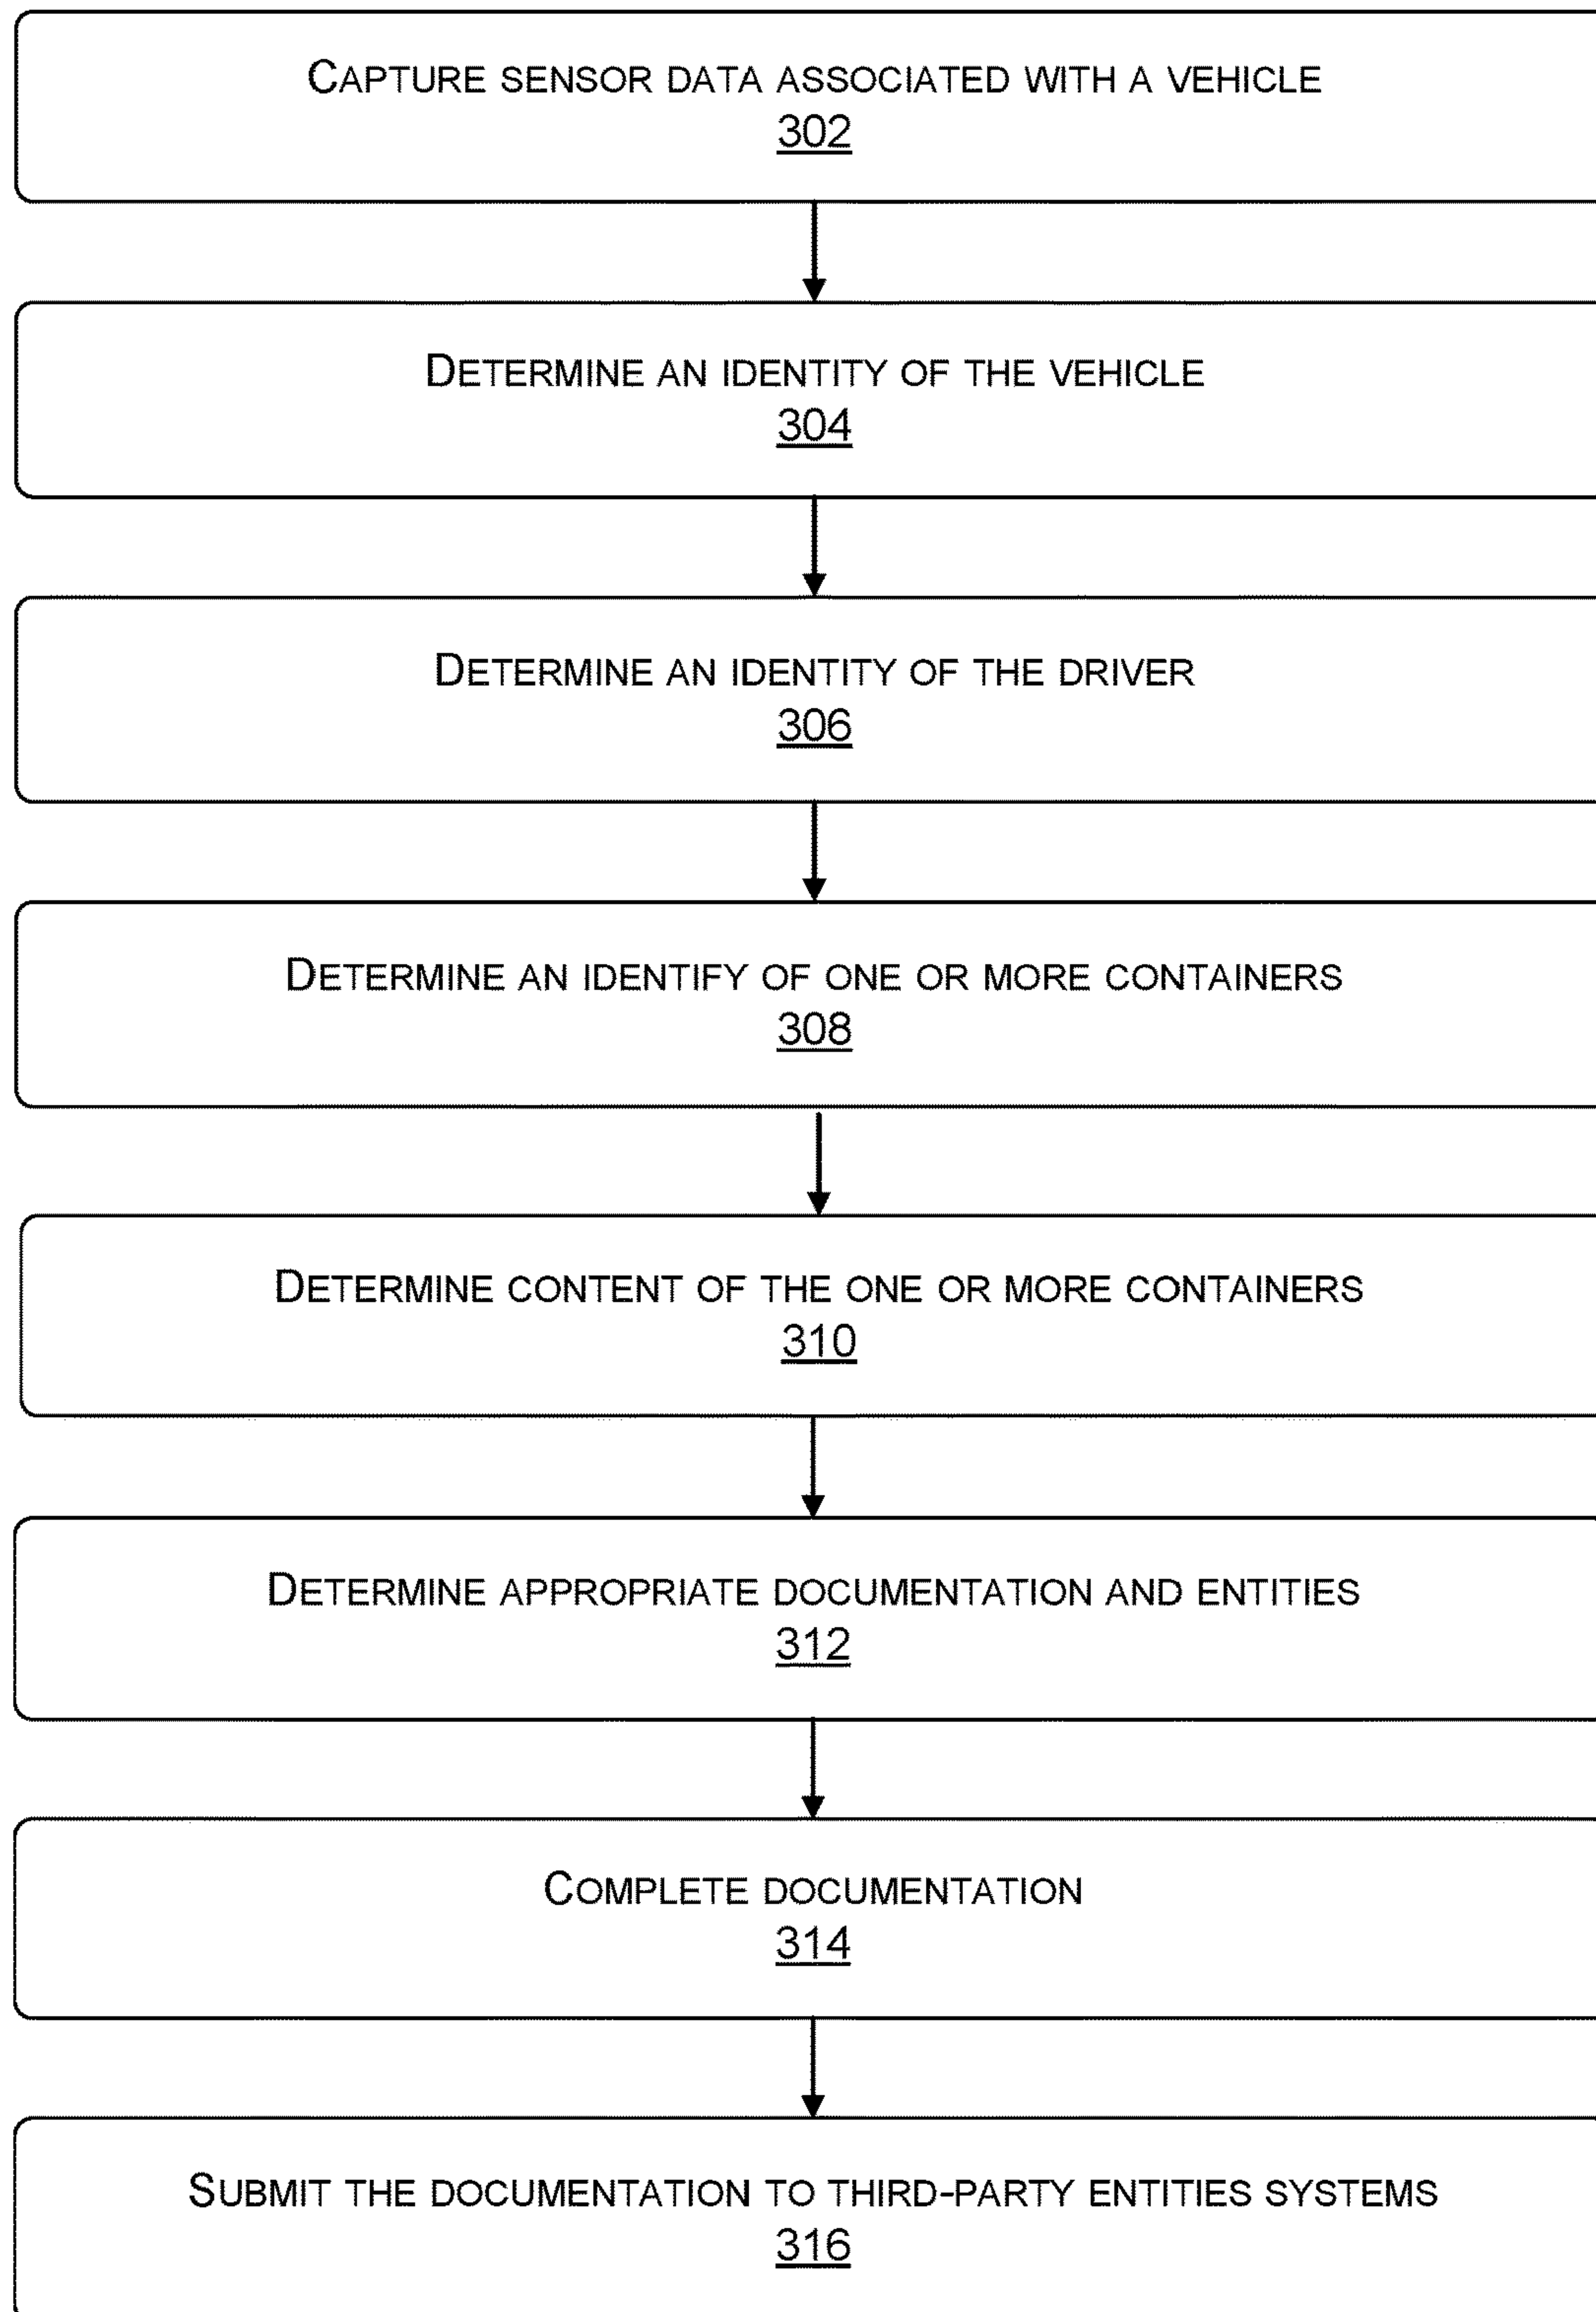 CAPTURE SENSOR DATA ASSOCIATED WITH A VEHICLE
302
DETERMINE AN IDENTITY OF THE VEHICLE
304
DETERMINE AN IDENTITY OF THE DRIVER
306
DETERMINE AN IDENTIFY OF ONE OR MORE CONTAINERS
308
DETERMINE CONTENT OF THE ONE OR MORE CONTAINERS
310
DETERMINE APPROPRIATE DOCUMENTATION AND ENTITIES
312
COMPLETE DOCUMENTATION
314
SUBMIT THE DOCUMENTATION TO THIRD-PARTY ENTITIES SYSTEMS
316